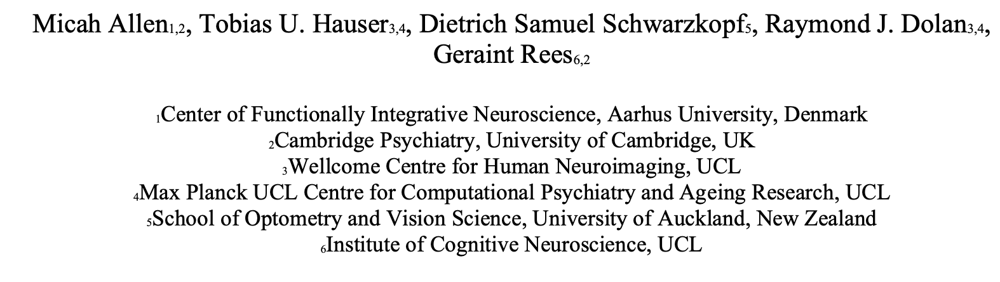 Micah Allen1,2, Tobias U. Hauser3,4, Dietrich Samuel Schwarzkopf5, Raymond J. Dolan3,4,
Geraint Rees6,2
1Center of Functionally Integrative Neuroscience, Aarhus University, Denmark
2Cambridge Psychiatry, University of Cambridge, UK
3Wellcome Centre for Human Neuroimaging, UCL
4Max Planck UCL Centre for Computational Psychiatry and Ageing Research, UCL
5School of Optometry and Vision Science, University of Auckland, New Zealand
6Institute of Cognitive Neuroscience, UCL